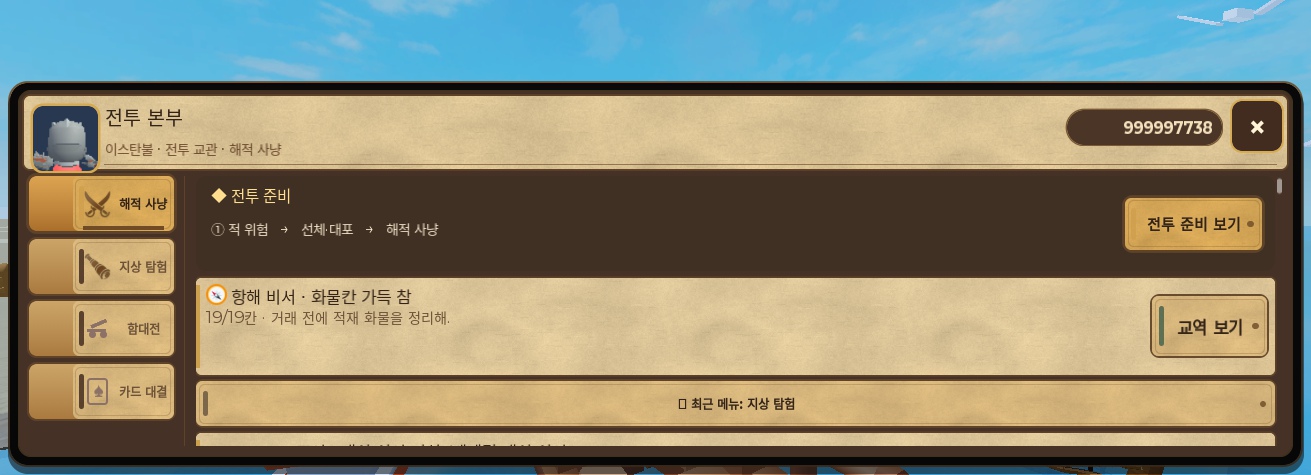 전투 본부
이스탄불 · 전투 교관 · 해적 사냥
999997738
×
해적 사냥
지상 탐험
함대전
카드 대결
◆ 전투 준비
① 적 위험 → 선체·대포 → 해적 사냥
전투 준비 보기
항해 비서 · 화물칸 가득 참
19/19칸 · 거래 전에 적재 화물을 정리해.
교역 보기
최근 메뉴: 지상 탐험